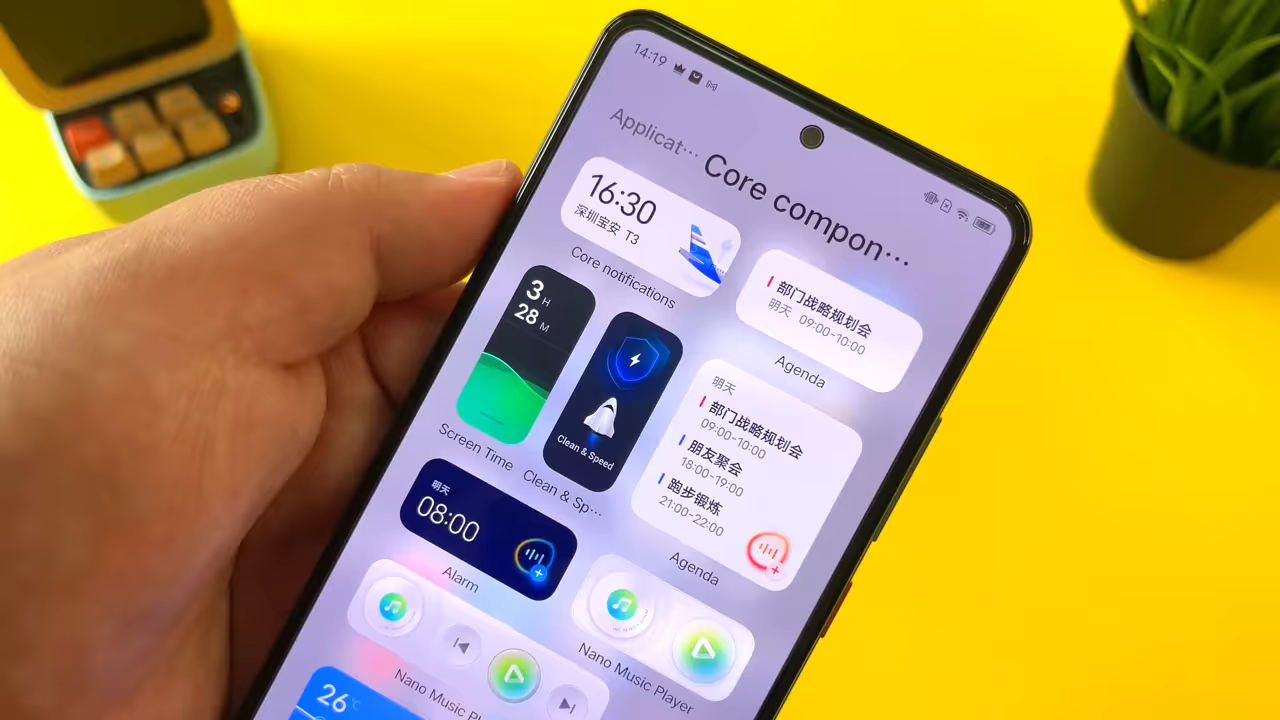 14:19
Applicat…
Core compon…
16:30
深圳宝安 T3
Core notifications
部门战略规划会
明天 09:00-10:00
Agenda
3 H
28 M
Screen Time
Clean & Speed
Clean & Sp…
明天
部门战略规划会
09:00-10:00
朋友聚会
18:00-19:00
跑步锻炼
21:00-22:00
Agenda
明天
08:00
Alarm
Nano Music Pl
Nano Music Player
26°C